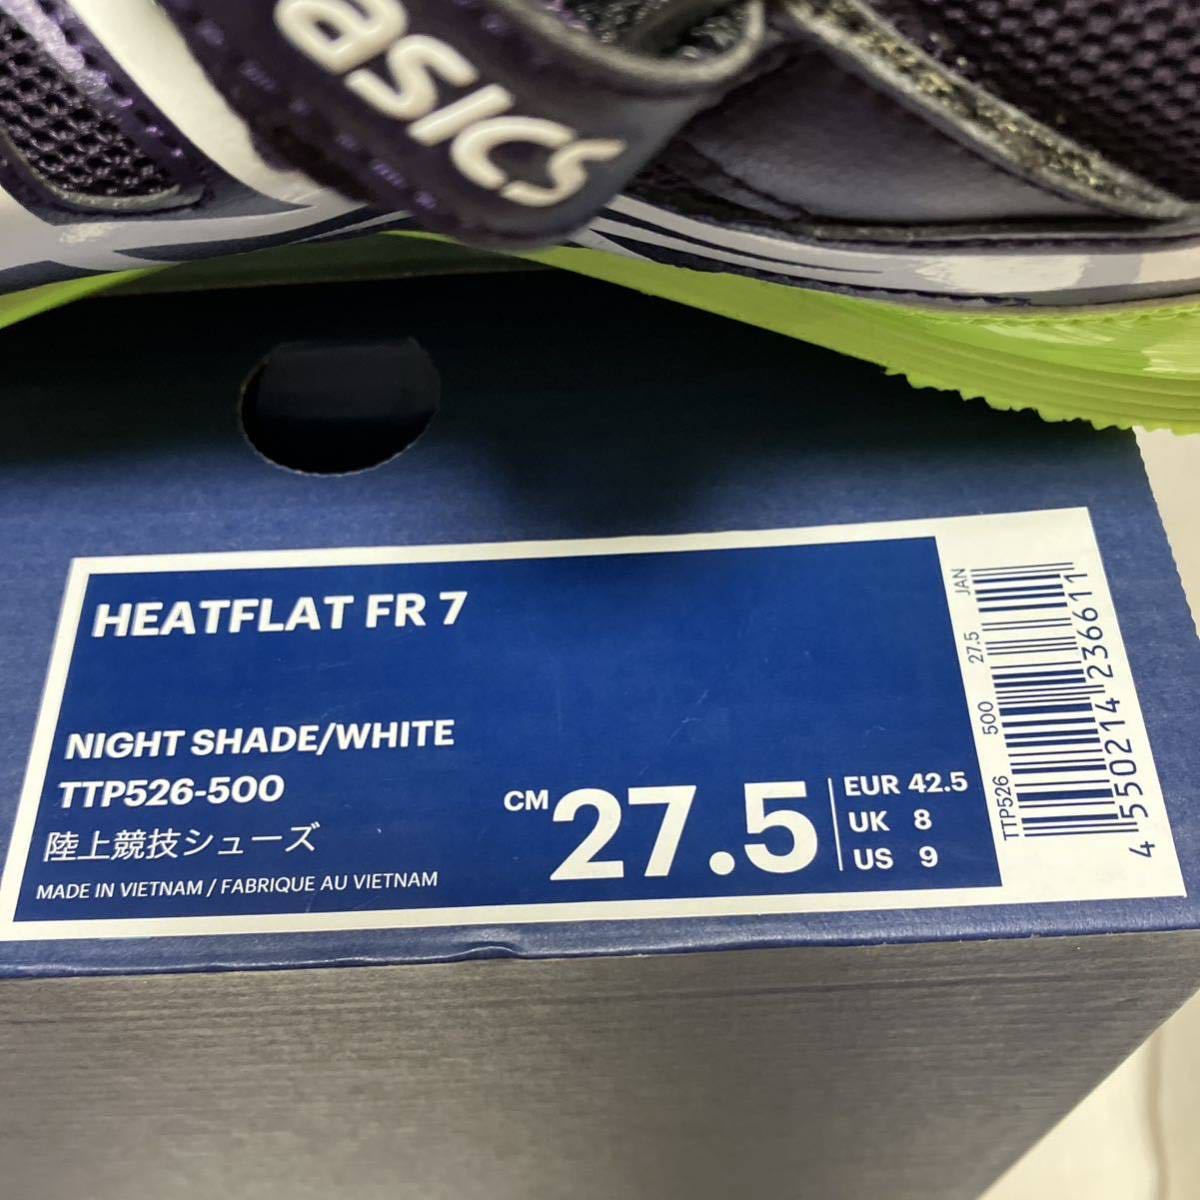 asics
HEATFLAT FR 7
NIGHT SHADE/WHITE
TTP526-500
陸上競技シューズ
MADE IN VIETNAM / FABRIQUE AU VIETNAM
CM 27.5
EUR 42.5
UK 8
US 9
TTP526 500 27.5 JAN
4 550214 236611